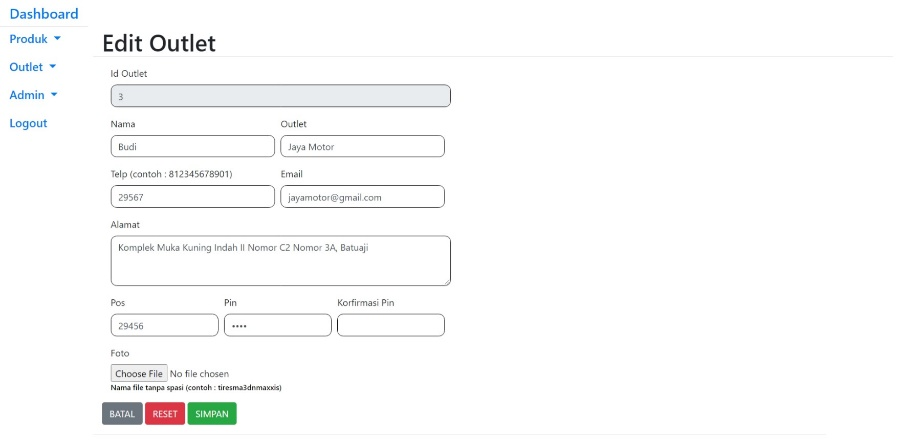 Dashboard
Produk
Outlet
Admin
Logout
Edit Outlet
Id Outlet
3
Nama Outlet
Budi Jaya Motor
Telp (contoh : 812345678901) Email
29567 jayamotor@gmail.com
Alamat
Komplek Muka Kuning Indah II Nomor C2 Nomor 3A, Batuaji
Pos Pin Korfirmasi Pin
29456 ••••
Foto
Choose File No file chosen
Nama file tanpa spasi (contoh : tiresma3dnmaxxis)
BATAL RESET SIMPAN